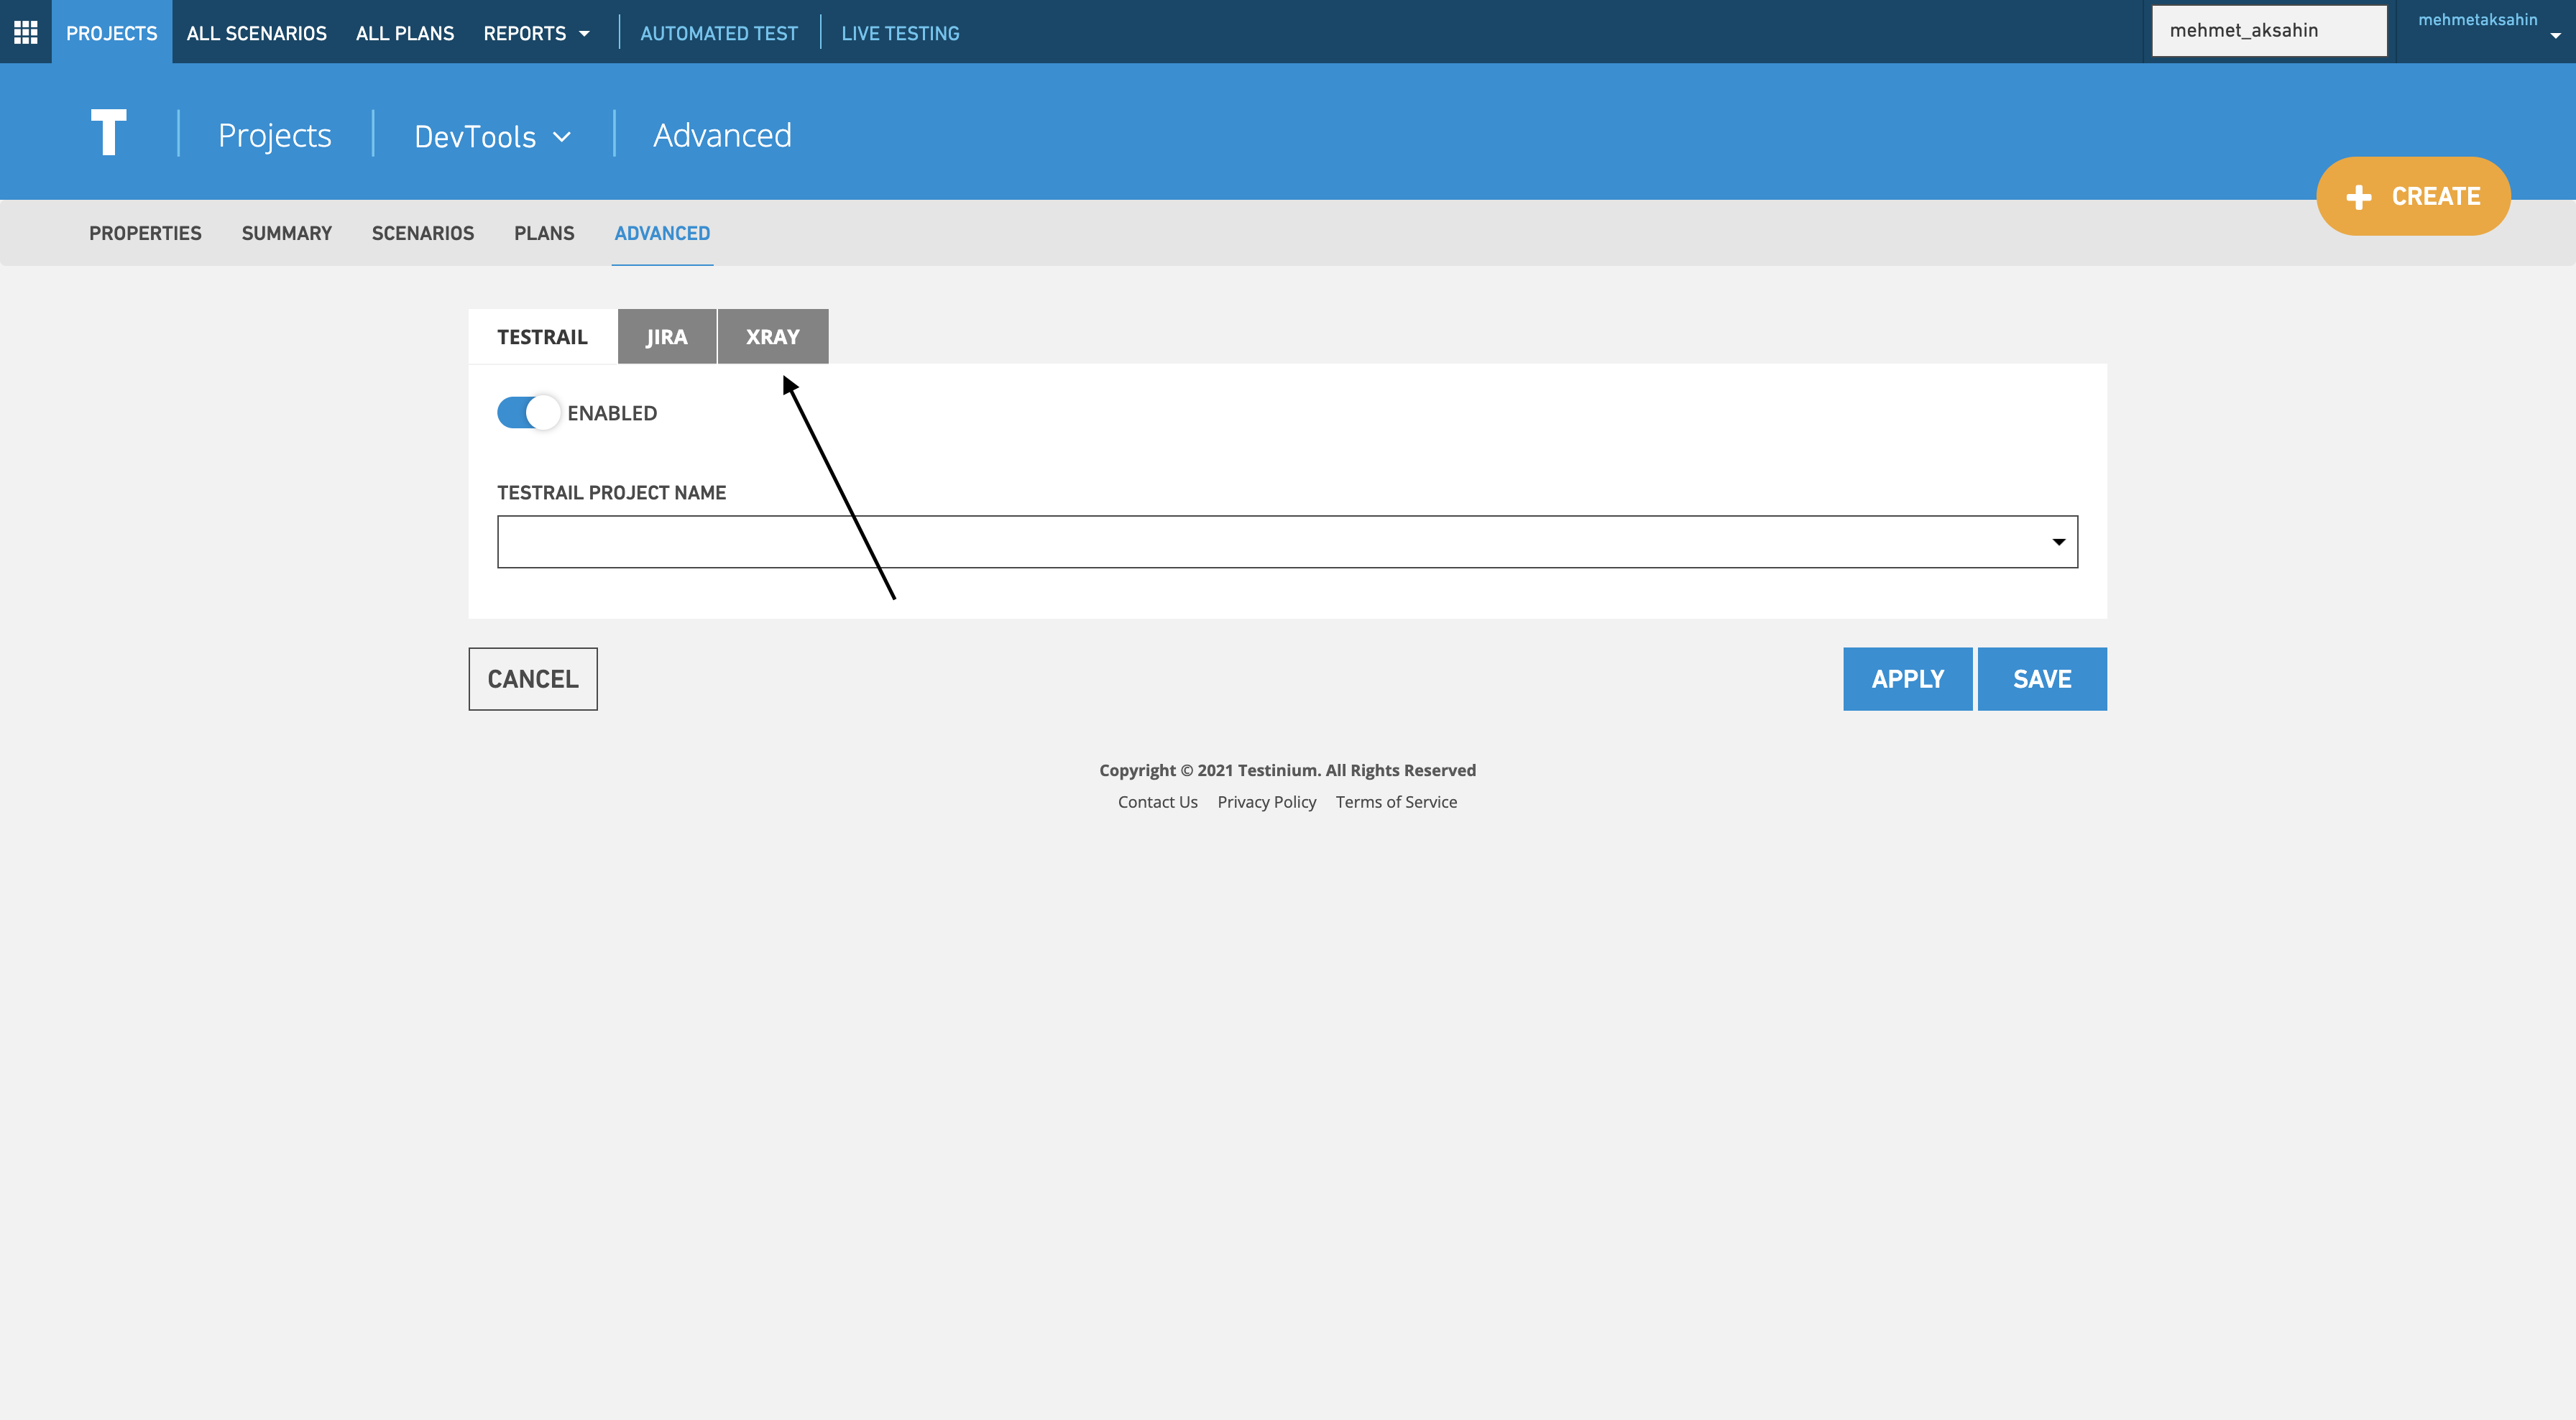 PROJECTS ALL SCENARIOS ALL PLANS REPORTS AUTOMATED TEST LIVE TESTING mehmet_aksahin mehmetaksahin
T Projects DevTools Advanced
CREATE
PROPERTIES SUMMARY SCENARIOS PLANS ADVANCED
TESTRAIL JIRA XRAY
ENABLED
TESTRAIL PROJECT NAME
CANCEL APPLY SAVE
Copyright © 2021 Testinium. All Rights Reserved
Contact Us Privacy Policy Terms of Service